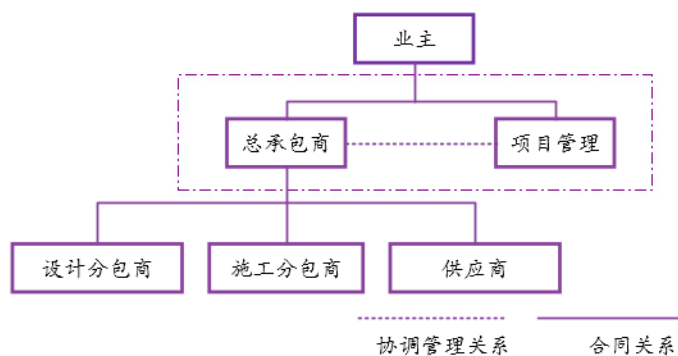 业主
总承包商
项目管理
设计分包商
施工分包商
供应商
协调管理关系
合同关系